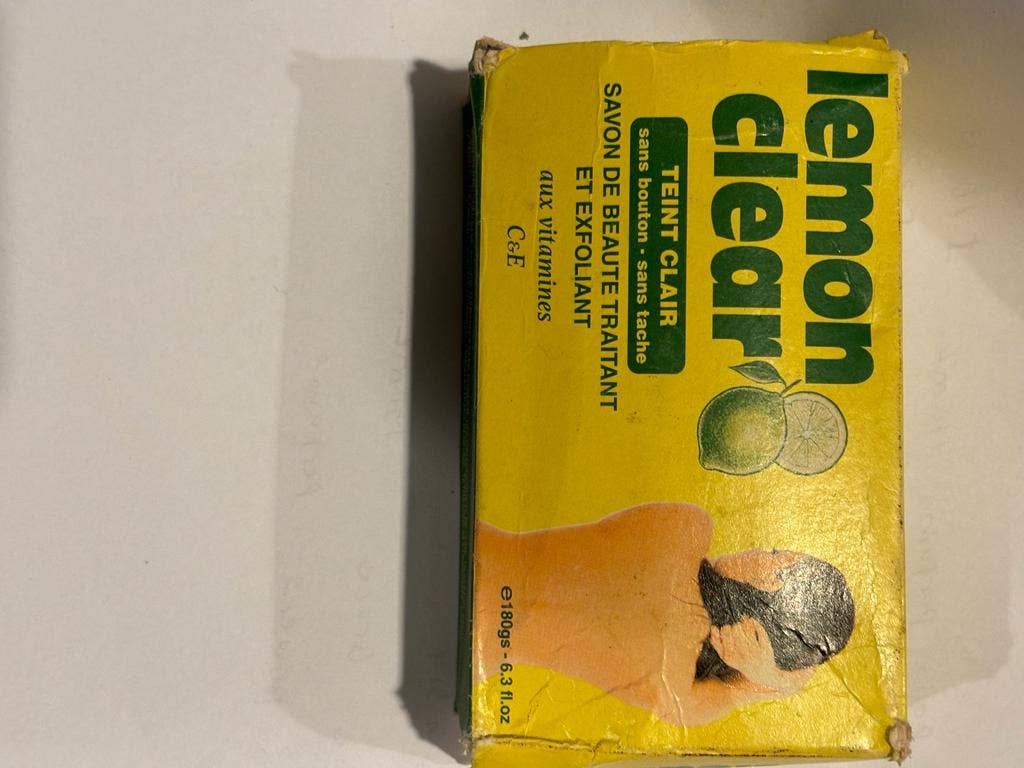 lemon
clear
TEINT CLAIR
sans bouton - sans tache
SAVON DE BEAUTE TRAITANT
ET EXFOLIANT
aux vitamines
C&E
e180gs - 6.3 fl.oz